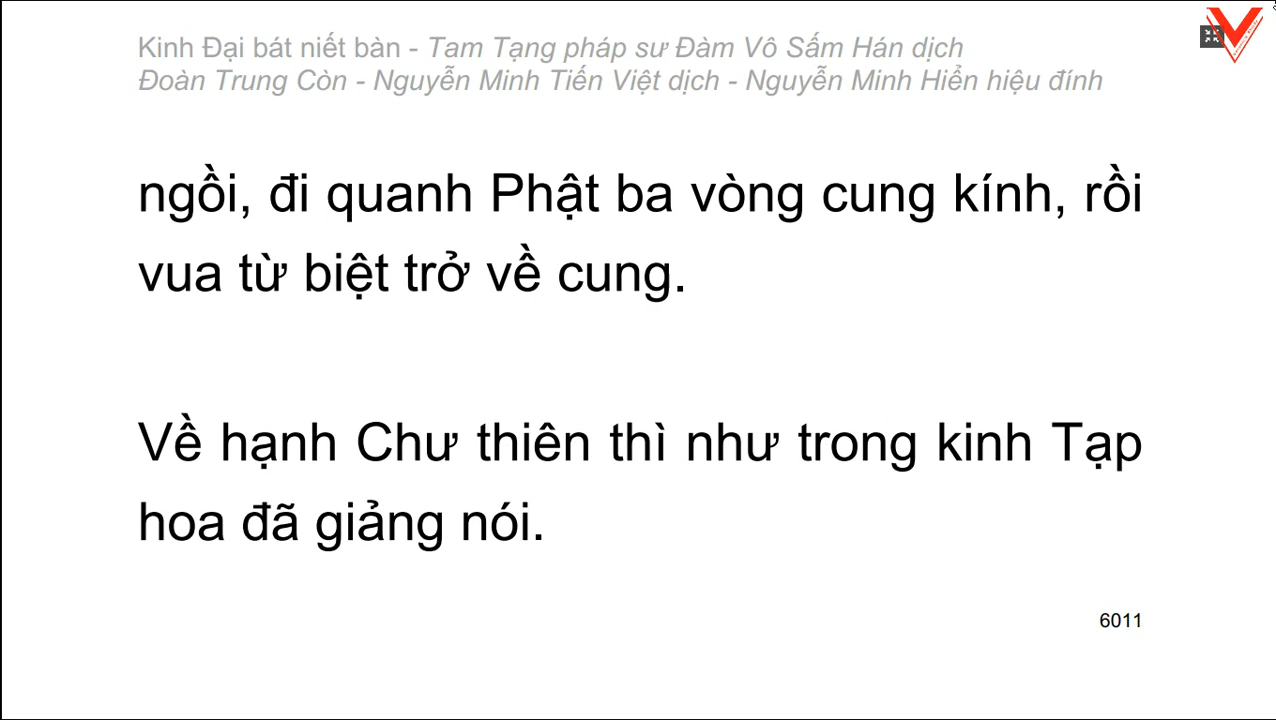 Kinh Đại bát niết bàn - Tam Tạng pháp sư Đàm Vô Sấm Hán dịch
Đoàn Trung Còn - Nguyễn Minh Tiến Việt dịch - Nguyễn Minh Hiển hiệu đính
ngồi, đi quanh Phật ba vòng cung kính, rồi
vua từ biệt trở về cung.
Về hạnh Chư thiên thì như trong kinh Tạp
hoa đã giảng nói.
6011